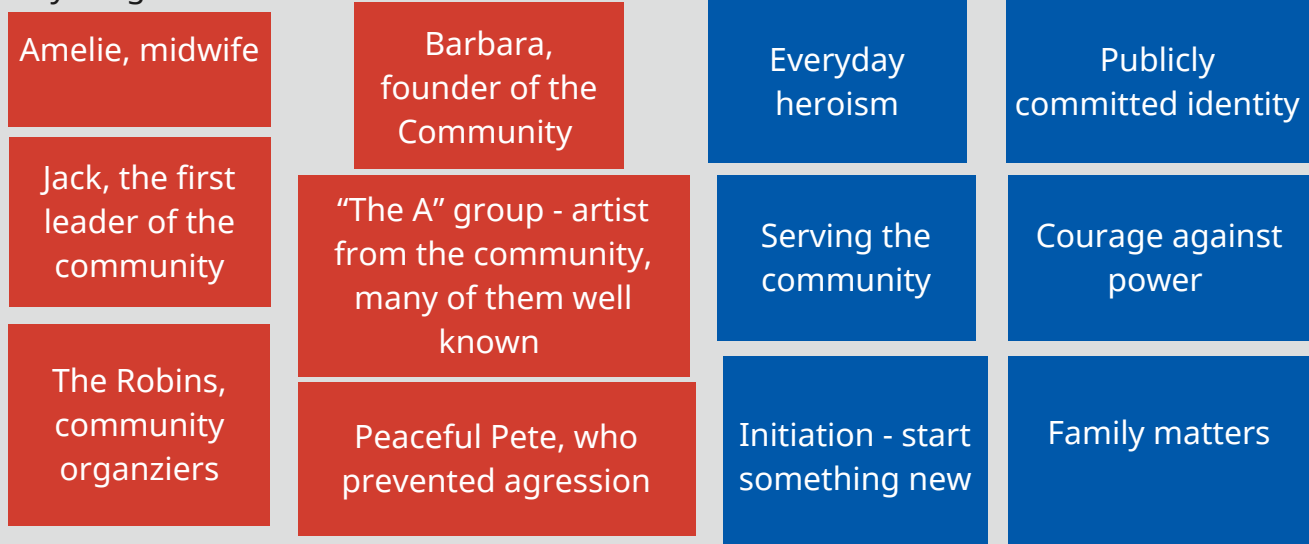 Amelie, midwife
Jack, the first
leader of the
community
The Robins,
community
organziers
Barbara,
founder of the
Community
“The A” group - artist
from the community,
many of them well
known
Peaceful Pete, who
prevented agression
Everyday
heroism
Serving the
community
Initiation - start
something new
Publicly
committed identity
Courage against
power
Family matters